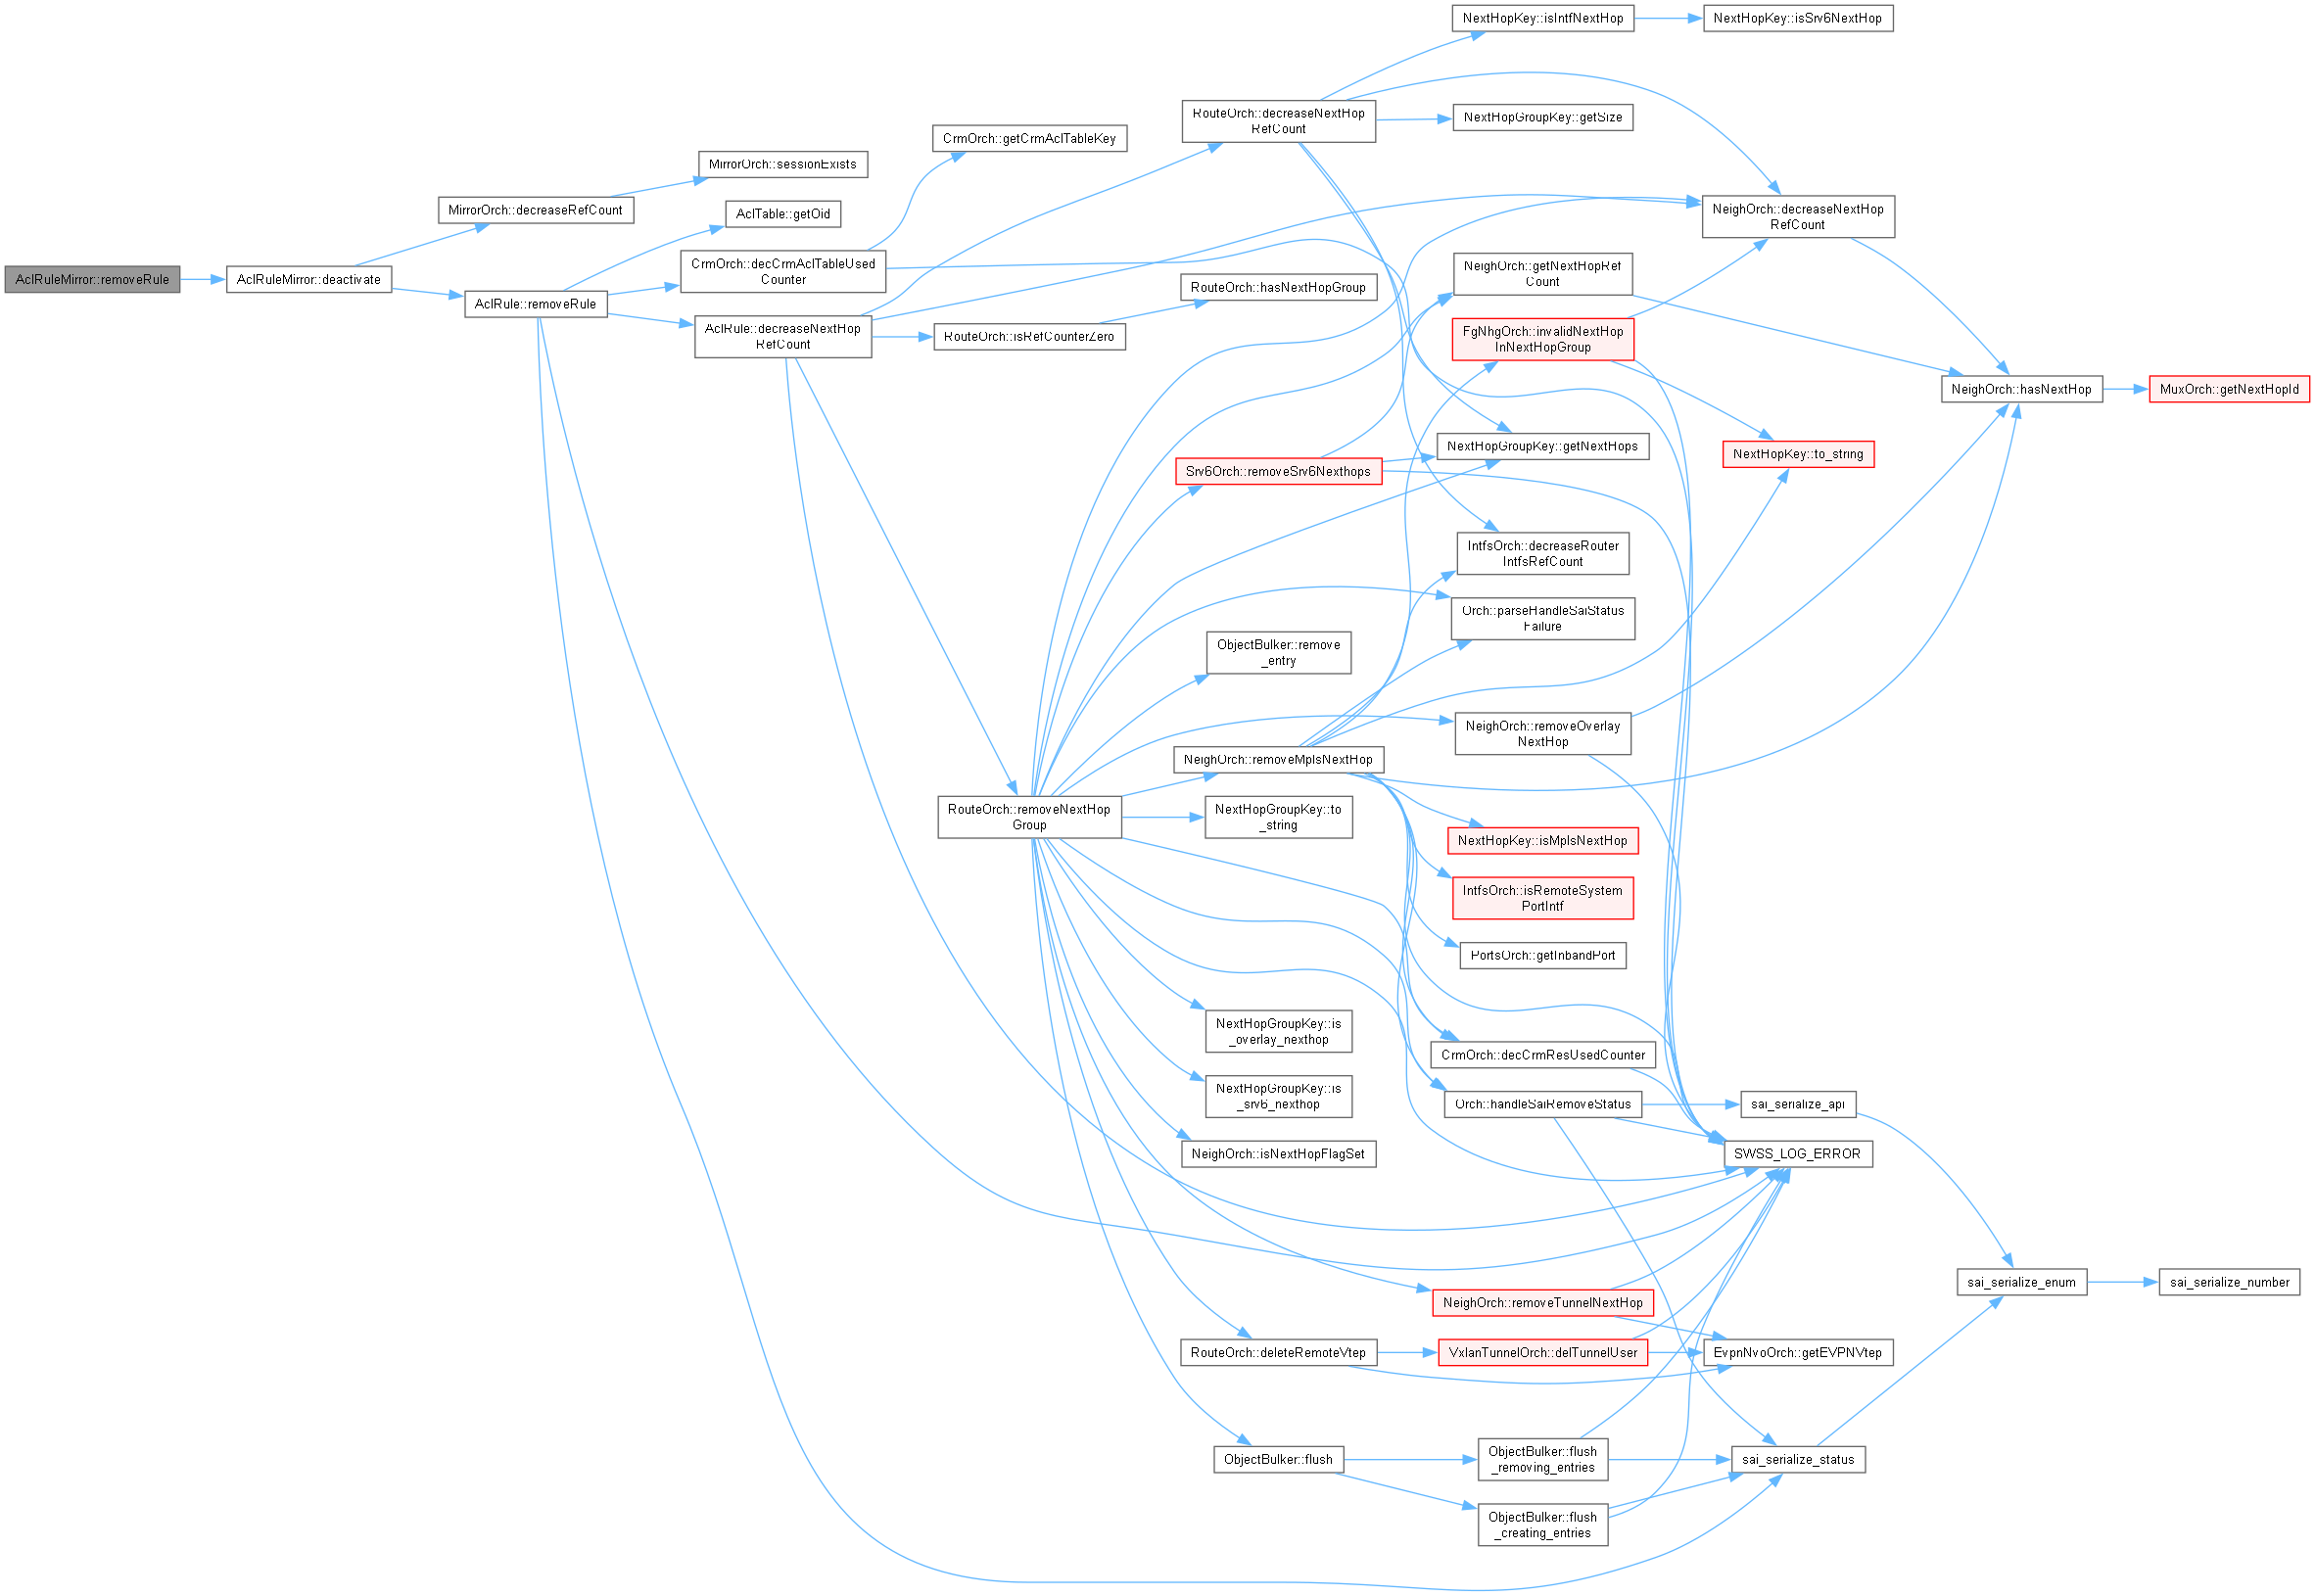 AclRuleMirror::removeRule
AclRuleMirror::deactivate
MirrorOrch::decreaseRefCount
MirrorOrch::sessionExists
AclRule::removeRule
AclTable::getOid
CrmOrch::decCrmAclTableUsed
Counter
CrmOrch::getCrmAclTableKey
AclRule::decreaseNextHop
RefCount
RouteOrch::decreaseNextHop
RefCount
RouteOrch::hasNextHopGroup
RouteOrch::isRefCounterZero
NextHopKey::isIntfNextHop
NextHopKey::isSrv6NextHop
NextHopGroupKey::getSize
NeighOrch::decreaseNextHop
RefCount
NeighOrch::getNextHopRef
Count
FgNhgOrch::invalidNextHop
InNextHopGroup
NeighOrch::hasNextHop
MuxOrch::getNextHopId
NextHopGroupKey::getNextHops
NextHopKey::to_string
Srv6Orch::removeSrv6Nexthops
IntfsOrch::decreaseRouter
IntfsRefCount
Orch::parseHandleSaiStatus
Failure
ObjectBulker::remove
_entry
NeighOrch::removeOverlay
NextHop
NeighOrch::removeMplsNextHop
RouteOrch::removeNextHop
Group
NextHopGroupKey::to
_string
NextHopKey::isMplsNextHop
IntfsOrch::isRemoteSystem
PortIntf
PortsOrch::getInbandPort
NextHopGroupKey::is
_overlay_nexthop
CrmOrch::decCrmResUsedCounter
NextHopGroupKey::is
_srv6_nexthop
Orch::handleSaiRemoveStatus
sai_serialize_api
NeighOrch::isNextHopFlagSet
SWSS_LOG_ERROR
sai_serialize_enum
sai_serialize_number
NeighOrch::removeTunnelNextHop
RouteOrch::deleteRemoteVtep
VxlanTunnelOrch::delTunnelUser
EvpnNvoOrch::getEVPNVtep
ObjectBulker::flush
ObjectBulker::flush
_removing_entries
sai_serialize_status
ObjectBulker::flush
_creating_entries